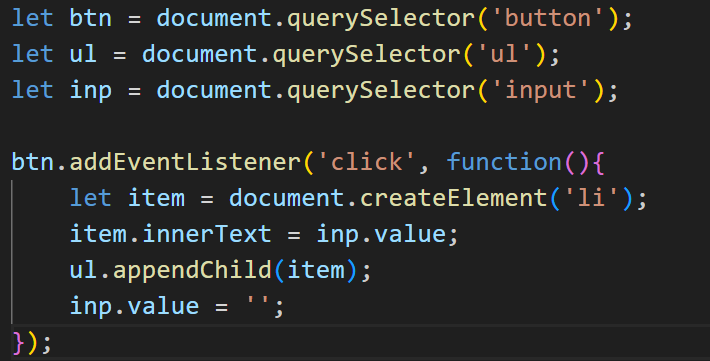 let btn = document.querySelector('button');
let ul = document.querySelector('ul');
let inp = document.querySelector('input');

btn.addEventListener('click', function(){
    let item = document.createElement('li');
    item.innerText = inp.value;
    ul.appendChild(item);
    inp.value = '';
});